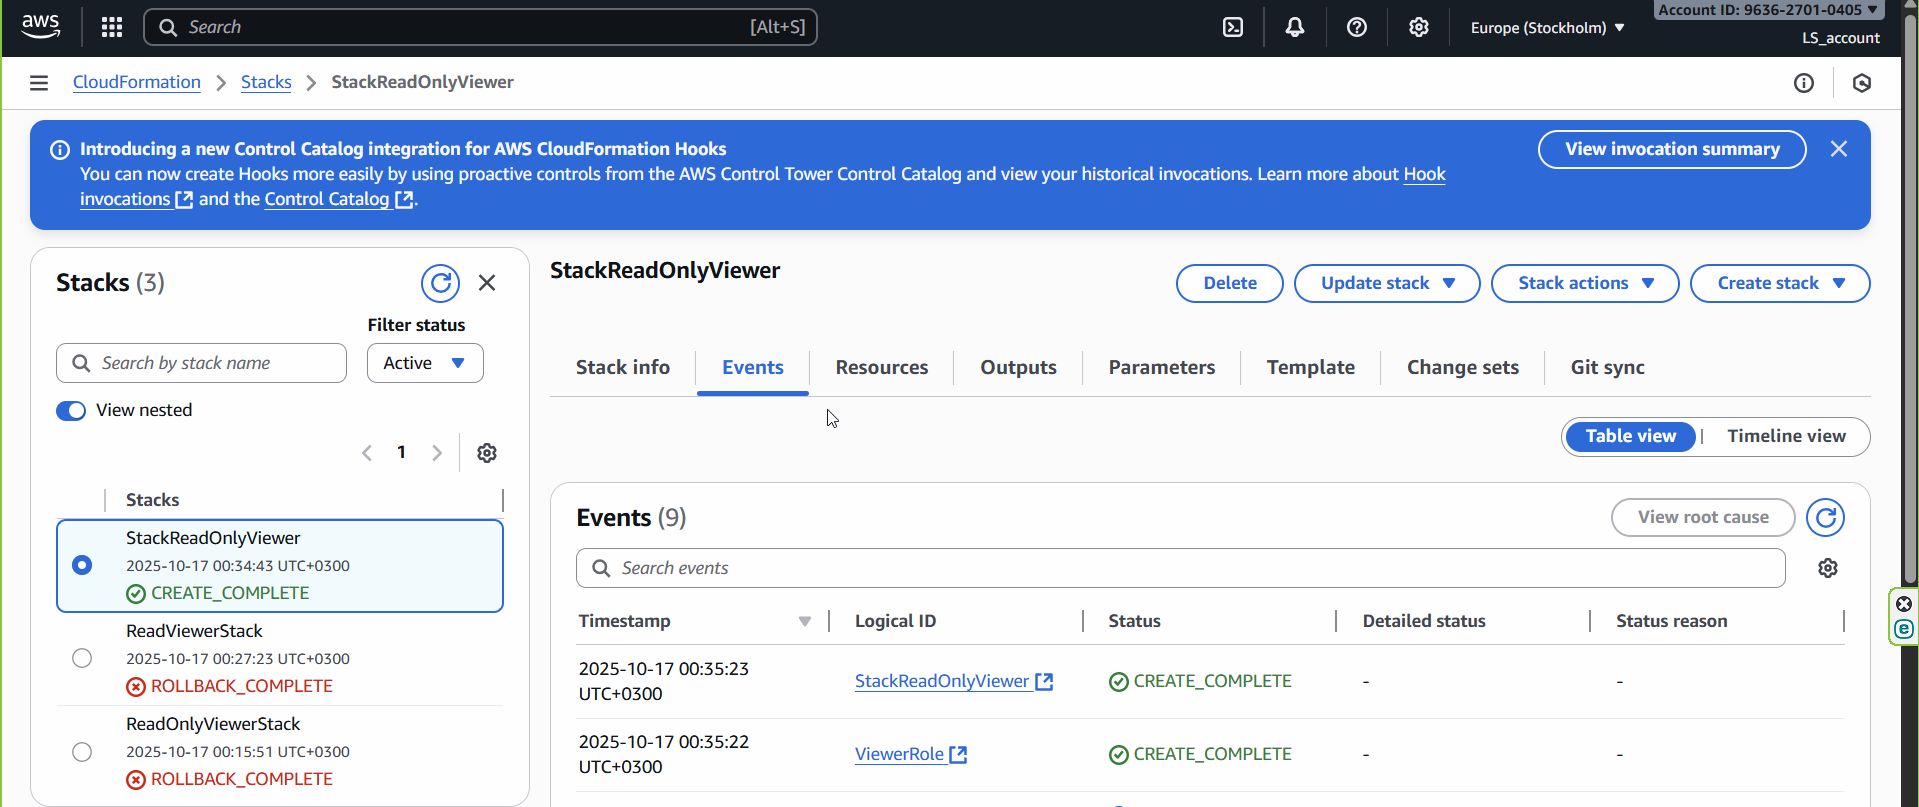 aws
Search [Alt+S]
Europe (Stockholm)
Account ID: 9636-2701-0405
LS_account
CloudFormation
Stacks
StackReadOnlyViewer
Introducing a new Control Catalog integration for AWS CloudFormation Hooks
You can now create Hooks more easily by using proactive controls from the AWS Control Tower Control Catalog and view your historical invocations. Learn more about Hook
invocations and the Control Catalog .
View invocation summary
Stacks (3)
Filter status
Search by stack name
Active
View nested
1
Stacks
StackReadOnlyViewer
2025-10-17 00:34:43 UTC+0300
CREATE_COMPLETE
ReadViewerStack
2025-10-17 00:27:23 UTC+0300
ROLLBACK_COMPLETE
ReadOnlyViewerStack
2025-10-17 00:15:51 UTC+0300
ROLLBACK_COMPLETE
StackReadOnlyViewer
Delete
Update stack
Stack actions
Create stack
Stack info
Events
Resources
Outputs
Parameters
Template
Change sets
Git sync
Table view
Timeline view
Events (9)
View root cause
Search events
Timestamp
Logical ID
Status
Detailed status
Status reason
2025-10-17 00:35:23
UTC+0300
StackReadOnlyViewer
CREATE_COMPLETE
-
-
2025-10-17 00:35:22
UTC+0300
ViewerRole
CREATE_COMPLETE
-
-